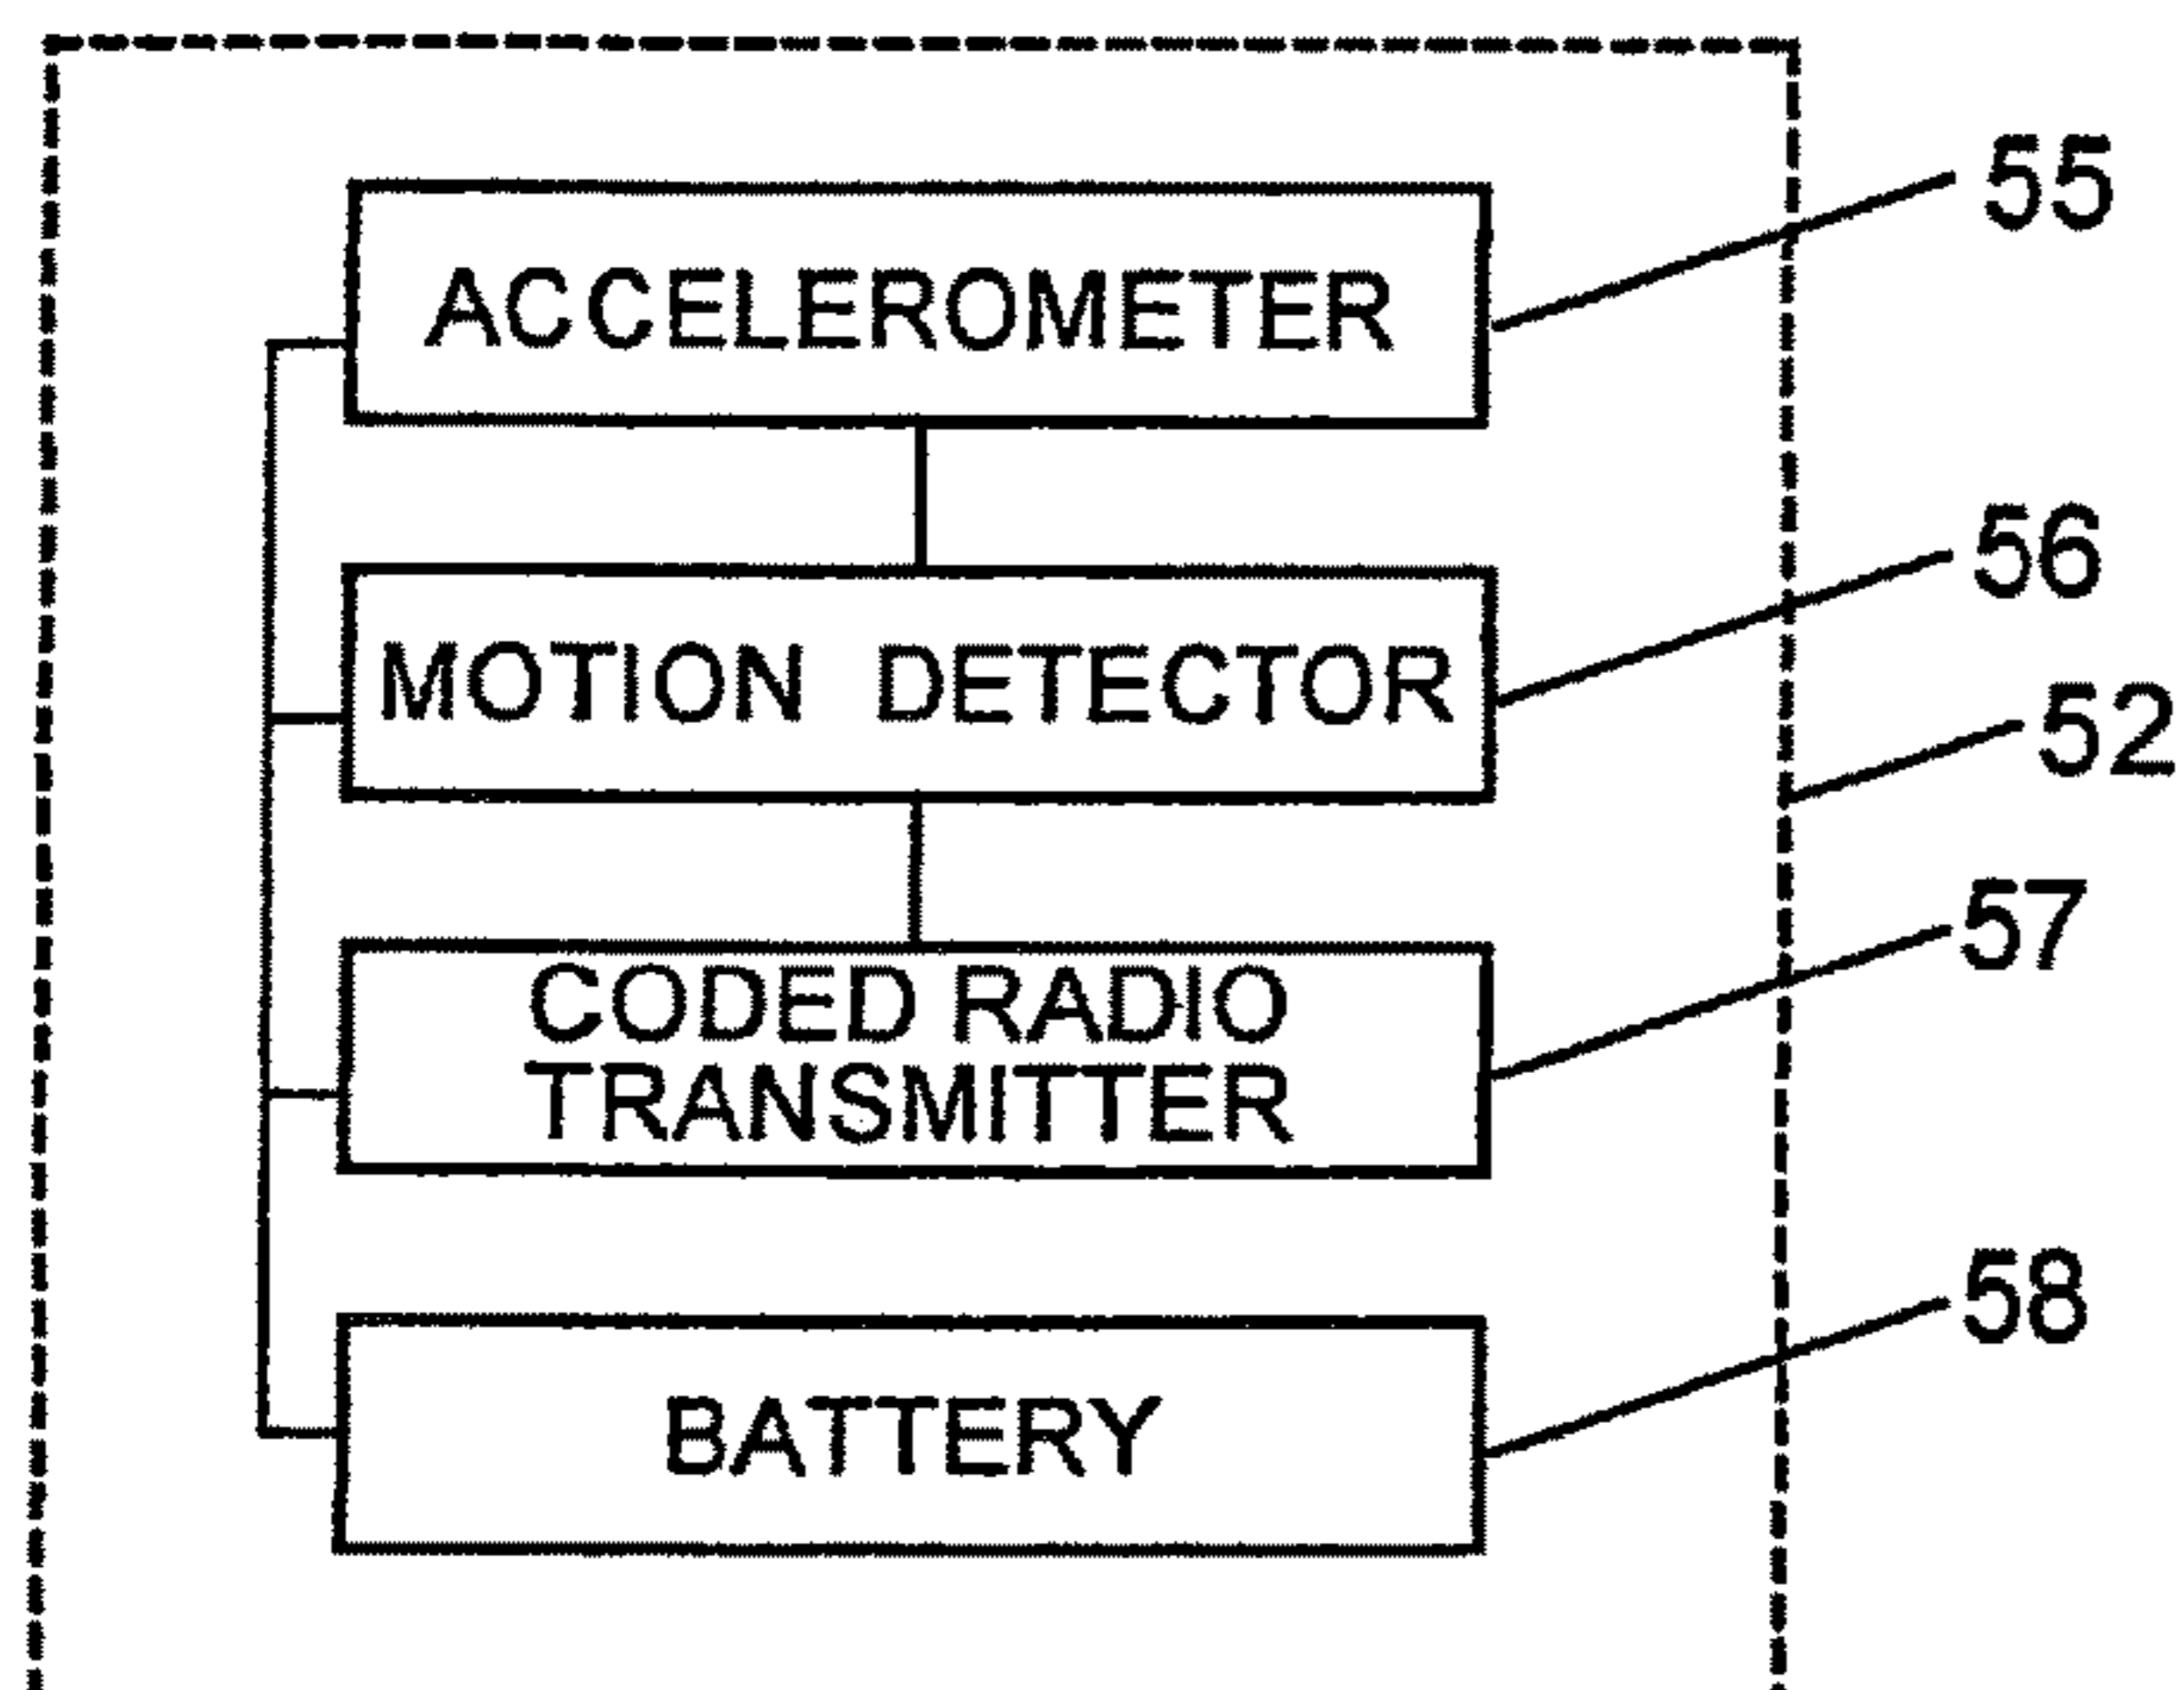 55
ACCELEROMETER
56
MOTION DETECTOR
52
57
CODED RADIO
TRANSMITTER
58
BATTERY